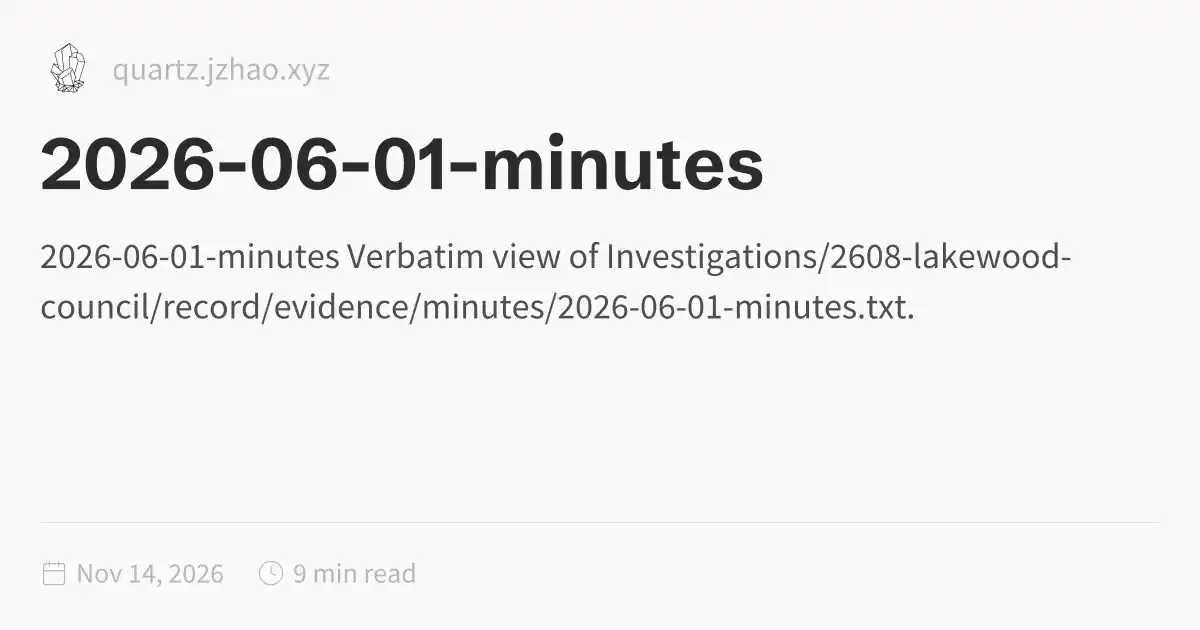 quartz.jzhao.xyz
2026-06-01-minutes
2026-06-01-minutes Verbatim view of Investigations/2608-lakewood-
council/record/evidence/minutes/2026-06-01-minutes.txt.
Nov 14, 2026 9 min read